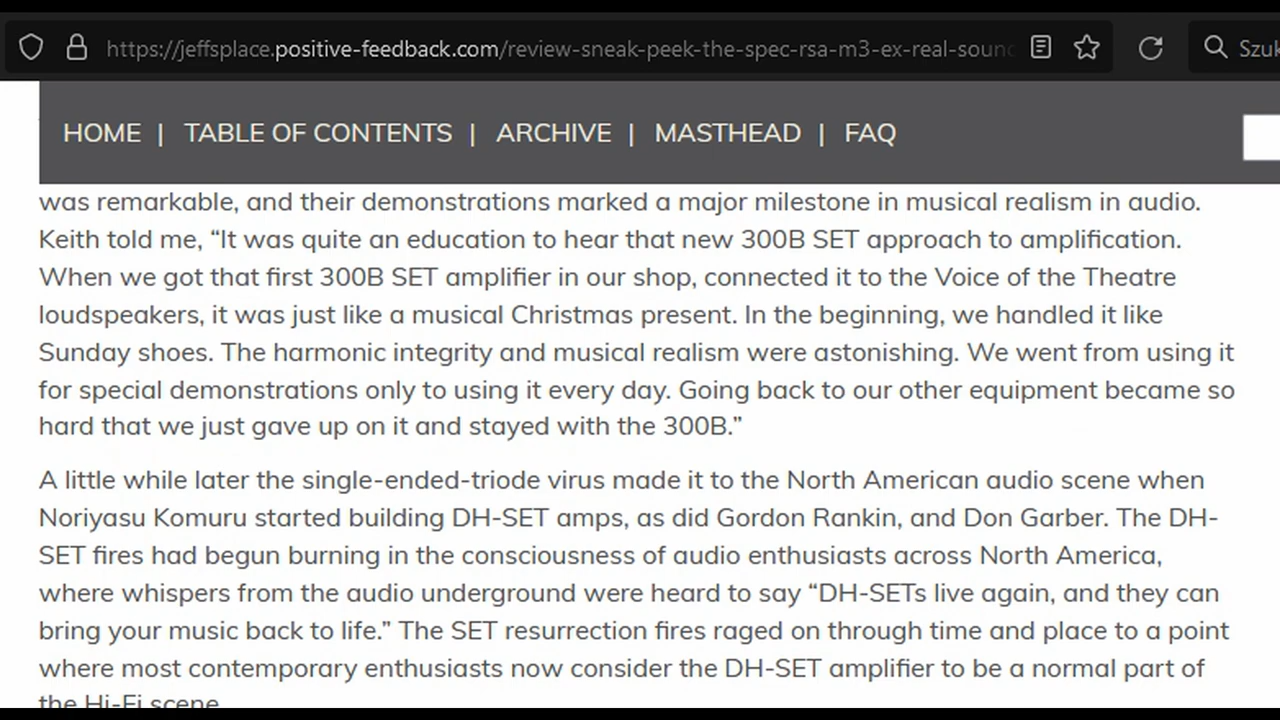 https://jeffsplace.positive-feedback.com/review-sneak-peek-the-spec-rsa-m3-ex-real-soun
Szuk
HOME | TABLE OF CONTENTS | ARCHIVE | MASTHEAD | FAQ
was remarkable, and their demonstrations marked a major milestone in musical realism in audio.
Keith told me, “It was quite an education to hear that new 300B SET approach to amplification.
When we got that first 300B SET amplifier in our shop, connected it to the Voice of the Theatre
loudspeakers, it was just like a musical Christmas present. In the beginning, we handled it like
Sunday shoes. The harmonic integrity and musical realism were astonishing. We went from using it
for special demonstrations only to using it every day. Going back to our other equipment became so
hard that we just gave up on it and stayed with the 300B.”
A little while later the single-ended-triode virus made it to the North American audio scene when
Noriyasu Komuru started building DH-SET amps, as did Gordon Rankin, and Don Garber. The DH-
SET fires had begun burning in the consciousness of audio enthusiasts across North America,
where whispers from the audio underground were heard to say “DH-SETs live again, and they can
bring your music back to life.” The SET resurrection fires raged on through time and place to a point
where most contemporary enthusiasts now consider the DH-SET amplifier to be a normal part of
the Hi-Fi scene.